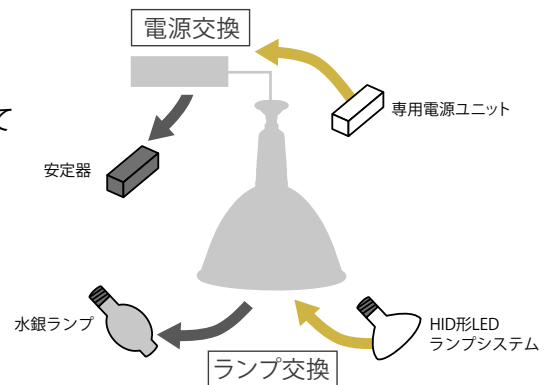 電源交換
て
専用電源ユニット
安定器
水銀ランプ
HID形LED
ランプシステム
ランプ交換